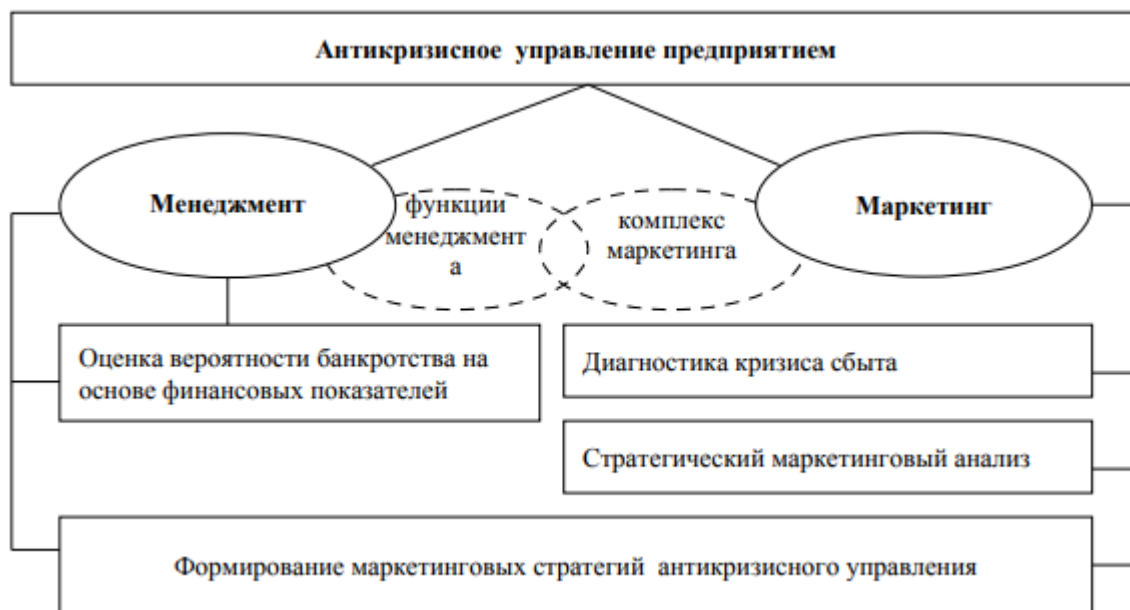 Антикризисное управление предприятием
Менеджмент
функции
менеджмент
а
комплекс
маркетинга
Маркетинг
Оценка вероятности банкротства на
основе финансовых показателей
Диагностика кризиса сбыта
Стратегический маркетинговый анализ
Формирование маркетинговых стратегий антикризисного управления